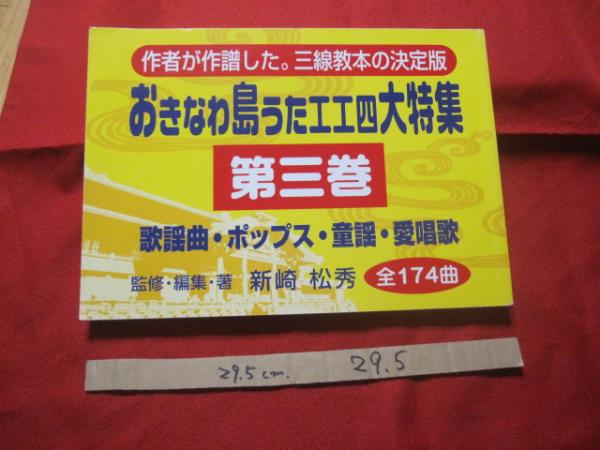 作者が作譜した。三線教本の決定版
おきなわ島うた工工四大特集
第三巻
歌謡曲・ポップス・童謡・愛唱歌
監修・編集・著 新崎 松秀 全174曲
29.5cm. 29.5